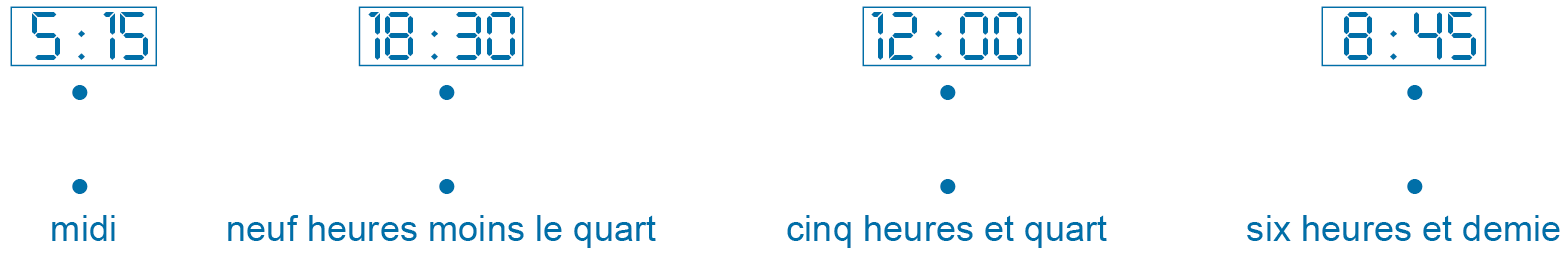 5:15 18:30 12:00 8:45
midi neuf heures moins le quart cinq heures et quart six heures et demie